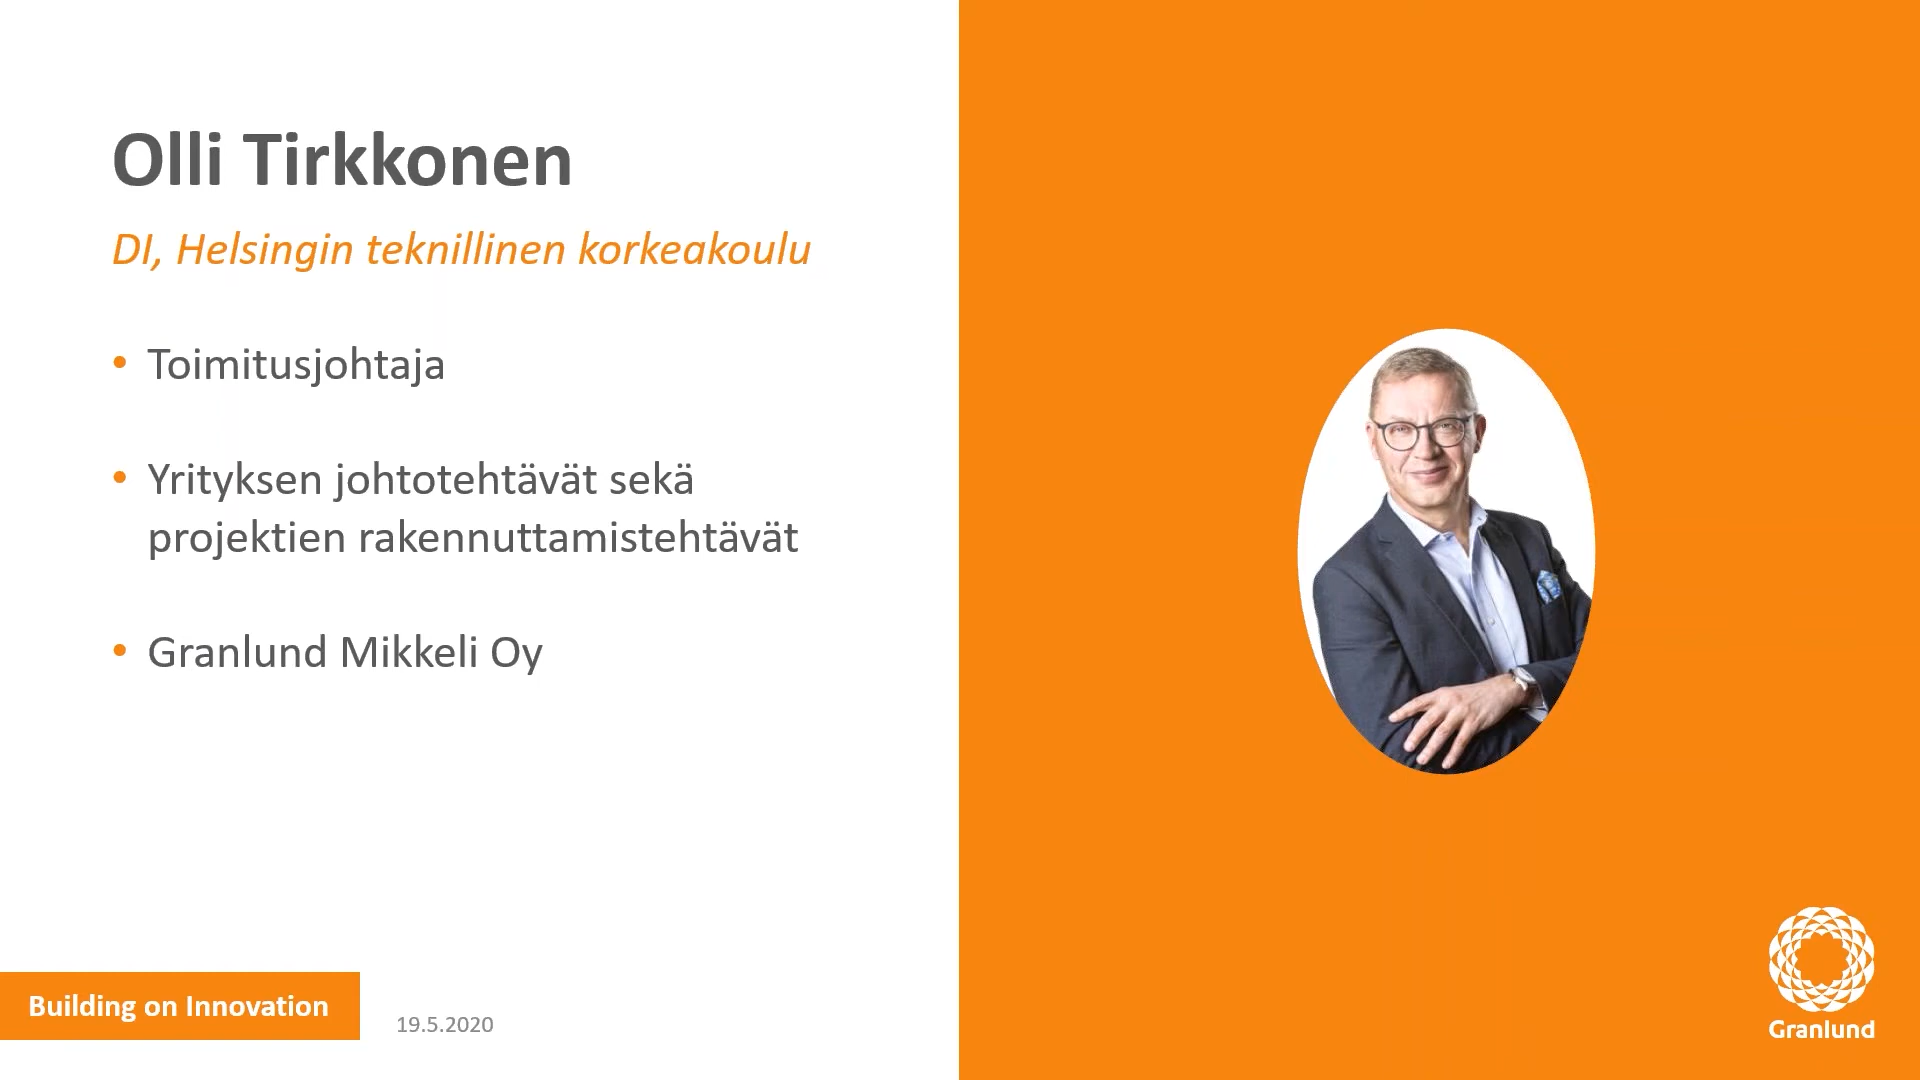 Olli Tirkkonen
DI, Helsingin teknillinen korkeakoulu
• Toimitusjohtaja
• Yrityksen johtotehtävät sekä
projektien rakennuttamistehtävät
• Granlund Mikkeli Oy
Building on Innovation
19.5.2020
Granlund